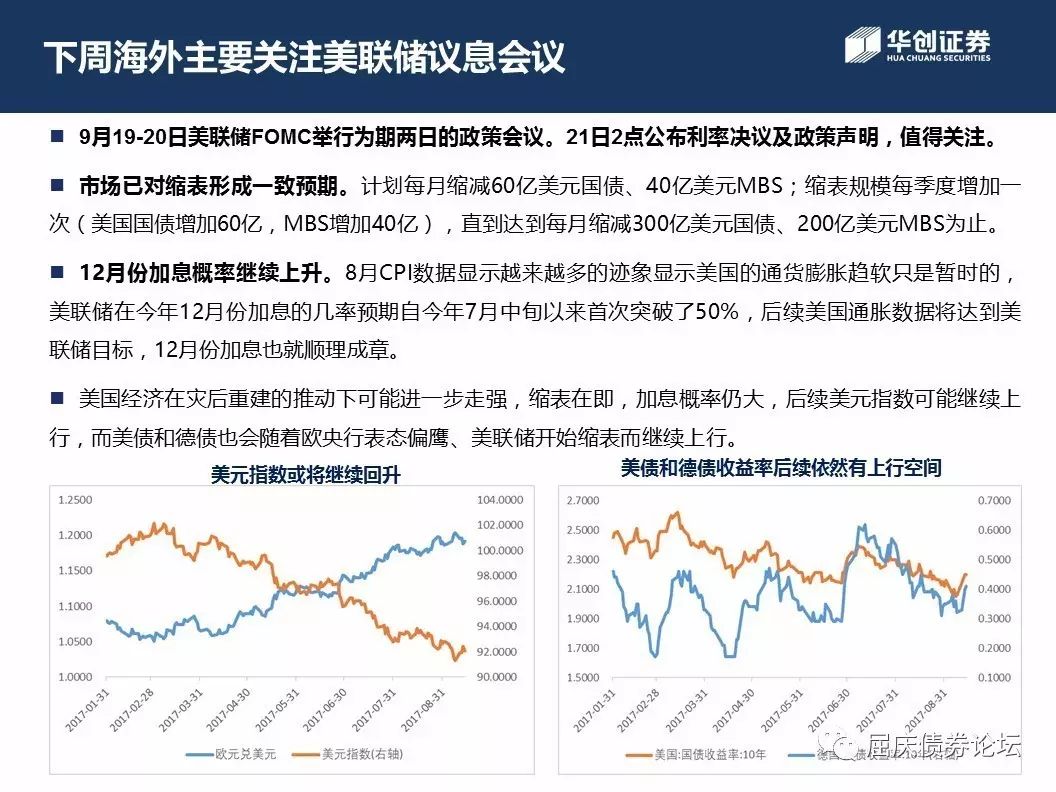 下周海外主要关注美联储议息会议
华创证券
HUA CHUANG SECURITIES
■ 9月19-20日美联储FOMC举行为期两日的政策会议。21日2点公布利率决议及政策声明，值得关注。
■ 市场已对缩表形成一致预期。计划每月缩减60亿美元国债、40亿美元MBS；缩表规模每季度增加一
次（美国国债增加60亿，MBS增加40亿），直到达到每月缩减300亿美元国债、200亿美元MBS为止。
■ 12月份加息概率继续上升。8月CPI数据显示越来越多的迹象显示美国的通货膨胀趋软只是暂时的，
美联储在今年12月份加息的几率预期自今年7月中旬以来首次突破了50%，后续美国通胀数据将达到美
联储目标，12月份加息也就顺理成章。
■ 美国经济在灾后重建的推动下可能进一步走强，缩表在即，加息概率仍大，后续美元指数可能继续上
行，而美债和德债也会随着欧央行表态偏鹰、美联储开始缩表而继续上行。
美元指数或将继续回升
1.2500
1.2000
1.1500
1.1000
1.0500
1.0000
104.0000
102.0000
100.0000
98.0000
96.0000
94.0000
92.0000
90.0000
2017-01-31
2017-02-28
2017-03-31
2017-04-30
2017-05-31
2017-06-30
2017-07-31
2017-08-31
欧元兑美元
美元指数(右轴)
美债和德债收益率后续依然有上行空间
2.7000
2.5000
2.3000
2.1000
1.9000
1.7000
1.5000
0.7000
0.6000
0.5000
0.4000
0.3000
0.2000
0.1000
2017-01-31
2017-02-28
2017-03-31
2017-04-30
2017-05-31
2017-06-30
2017-07-31
2017-08-31
美国:国债收益率:10年
德国:国债收益率:10年(右轴)
屈庆债券论坛